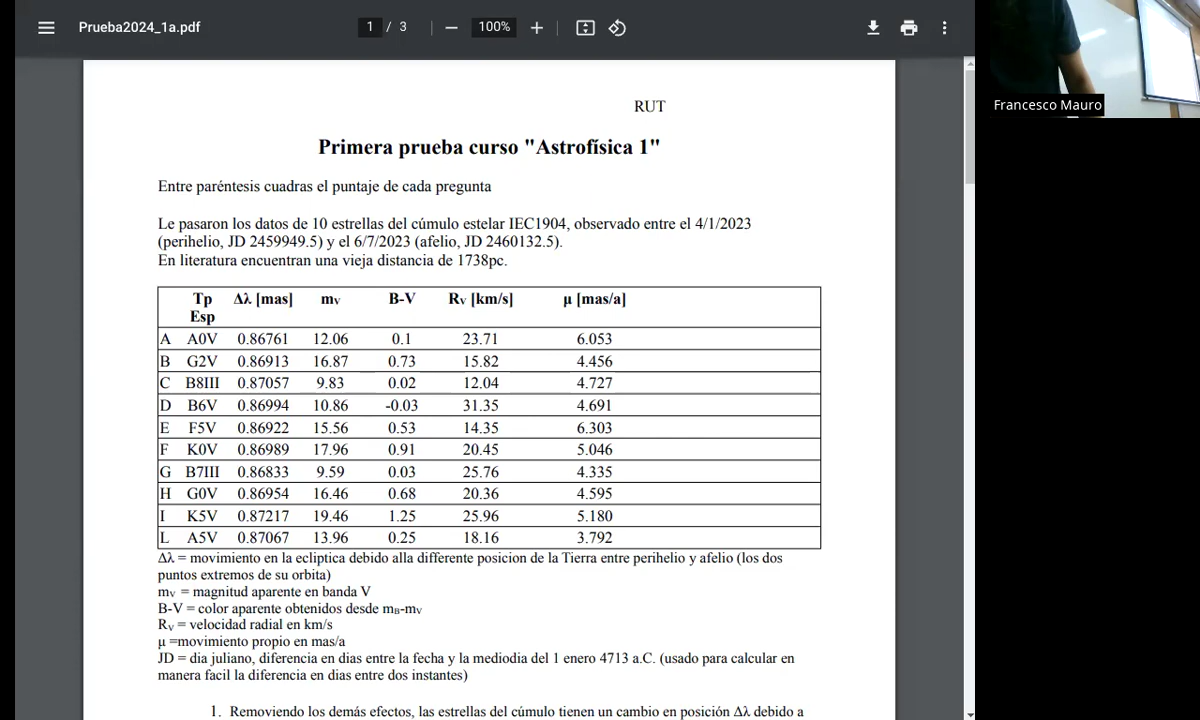 Prueba2024_1a.pdf
1 / 3
100%
Francesco Mauro
RUT
Primera prueba curso "Astrofísica 1"
Entre paréntesis cuadras el puntaje de cada pregunta
Le pasaron los datos de 10 estrellas del cúmulo estelar IEC1904, observado entre el 4/1/2023
(perihelio, JD 2459949.5) y el 6/7/2023 (afelio, JD 2460132.5).
En literatura encuentran una vieja distancia de 1738pc.
Tp Esp Δλ [mas] mv B-V Rv [km/s] μ [mas/a]
A A0V 0.86761 12.06 0.1 23.71 6.053
B G2V 0.86913 16.87 0.73 15.82 4.456
C B8III 0.87057 9.83 0.02 12.04 4.727
D B6V 0.86994 10.86 -0.03 31.35 4.691
E F5V 0.86922 15.56 0.53 14.35 6.303
F K0V 0.86989 17.96 0.91 20.45 5.046
G B7III 0.86833 9.59 0.03 25.76 4.335
H G0V 0.86954 16.46 0.68 20.36 4.595
I K5V 0.87217 19.46 1.25 25.96 5.180
L A5V 0.87067 13.96 0.25 18.16 3.792
Δλ = movimiento en la ecliptica debido alla differente posicion de la Tierra entre perihelio y afelio (los dos
puntos extremos de su orbita)
mv = magnitud aparente en banda V
B-V = color aparente obtenidos desde mB-mv
Rv = velocidad radial en km/s
μ =movimiento propio en mas/a
JD = dia juliano, diferencia en dias entre la fecha y la mediodia del 1 enero 4713 a.C. (usado para calcular en
manera facil la diferencia en dias entre dos instantes)
1. Removiendo los demás efectos, las estrellas del cúmulo tienen un cambio en posición Δλ debido a